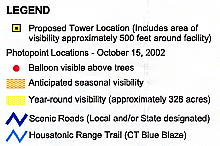 LEGEND
Proposed Tower Location (Includes area of
visibility approximately 500 feet around facility)
Photopoint Locations - October 15, 2002
Balloon visible above trees
Anticipated seasonal visibility
Year-round visibility (approximately 328 acres)
Scenic Roads (Local and/or State designated)
Housatonic Range Trail (CT Blue Blaze)